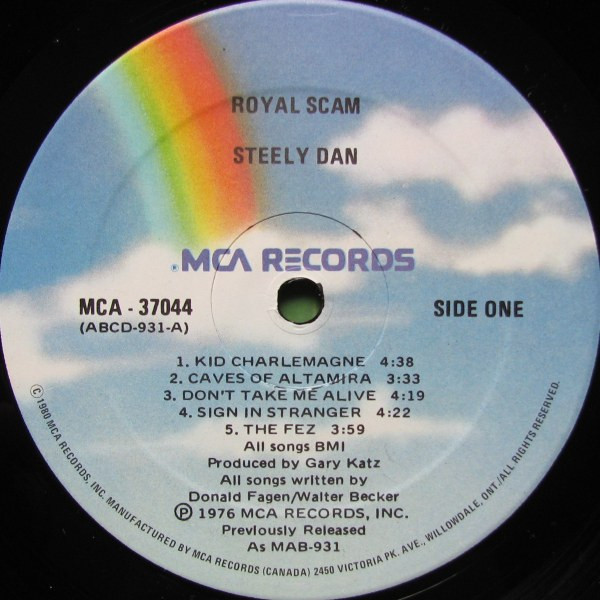 ROYAL SCAM
STEELY DAN
®MCA RECORDS
MCA - 37044
(ABCD-931-A)
SIDE ONE
1. KID CHARLEMAGNE 4:38
2. CAVES OF ALTAMIRA 3:33
3. DON'T TAKE ME ALIVE 4:19
4. SIGN IN STRANGER 4:22
5. THE FEZ 3:59
All songs BMI
Produced by Gary Katz
All songs written by
Donald Fagen/Walter Becker
℗ 1976 MCA RECORDS, INC.
Previously Released
As MAB-931
© 1980 MCA RECORDS, INC. MANUFACTURED BY MCA RECORDS (CANADA) 2450 VICTORIA PK. AVE., WILLOWDALE, ONT./ALL RIGHTS RESERVED.